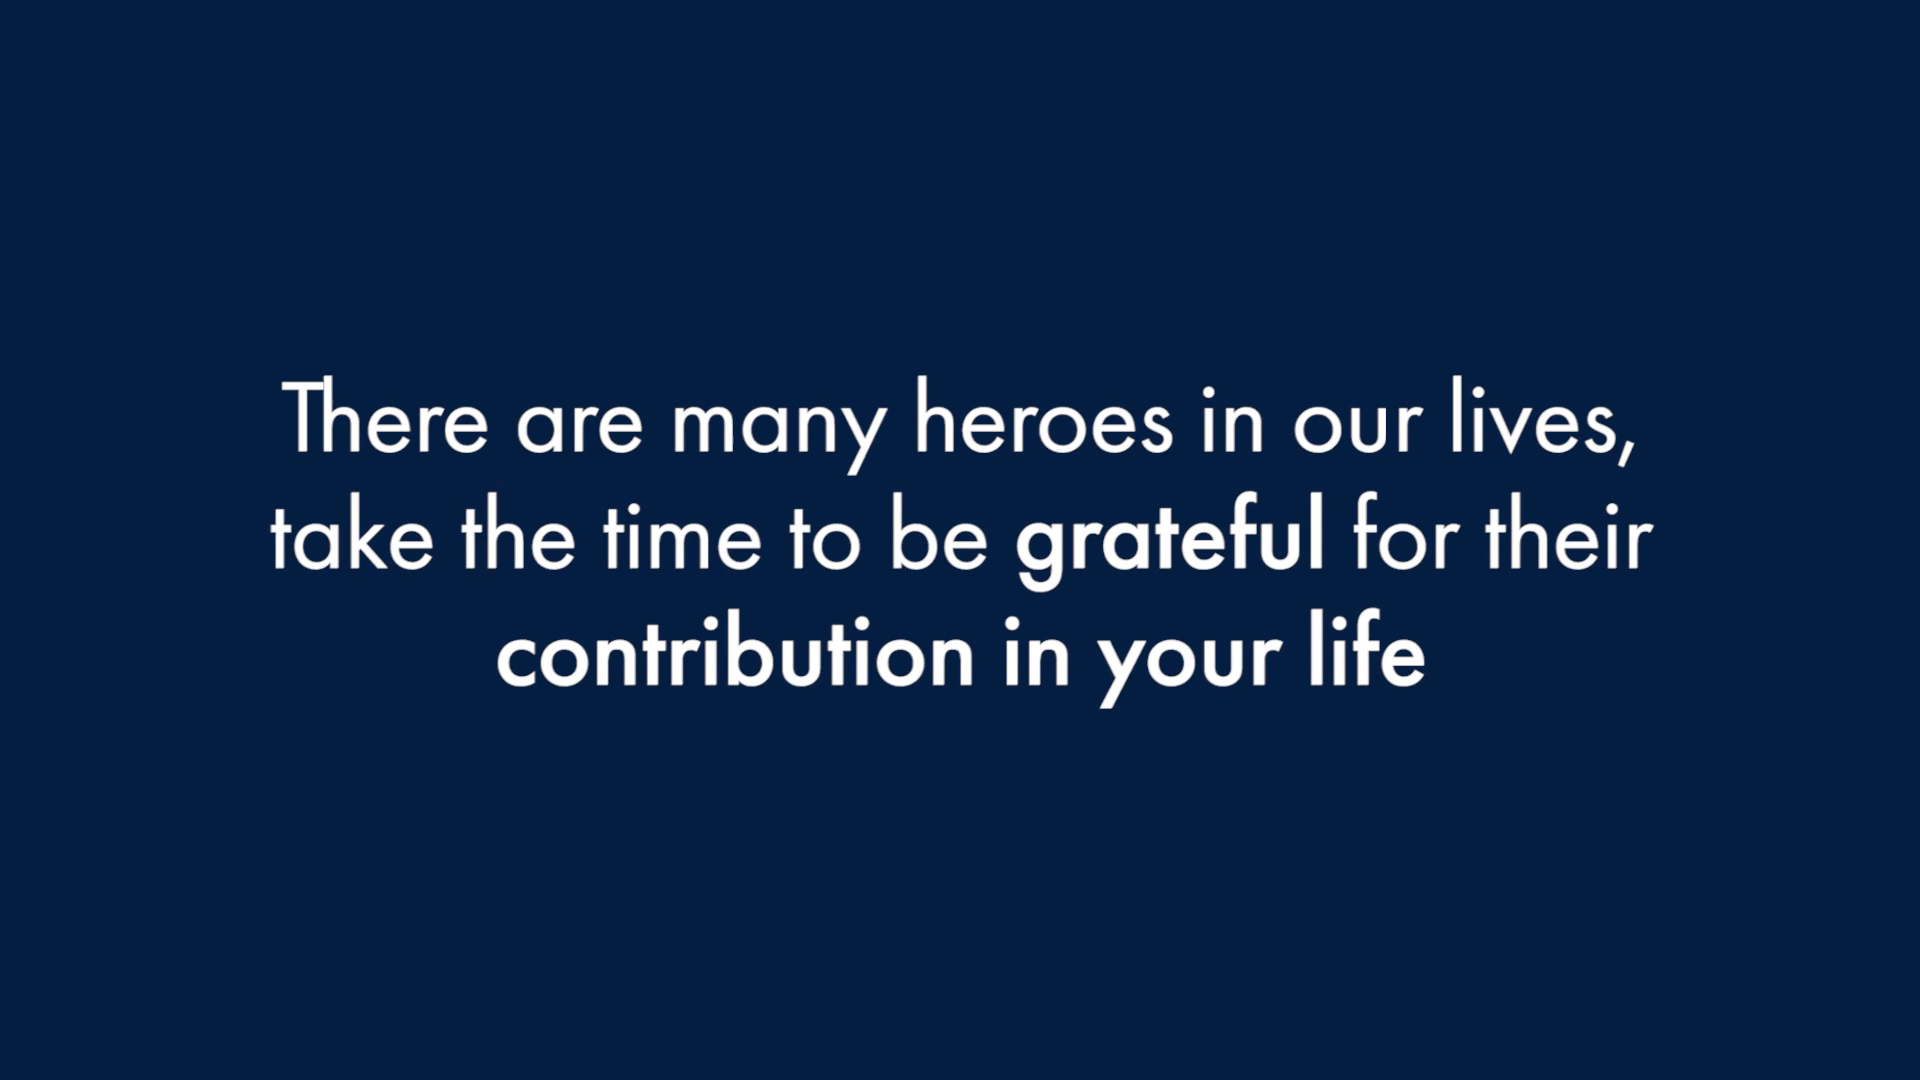 There are many heroes in our lives,
take the time to be grateful for their
contribution in your life